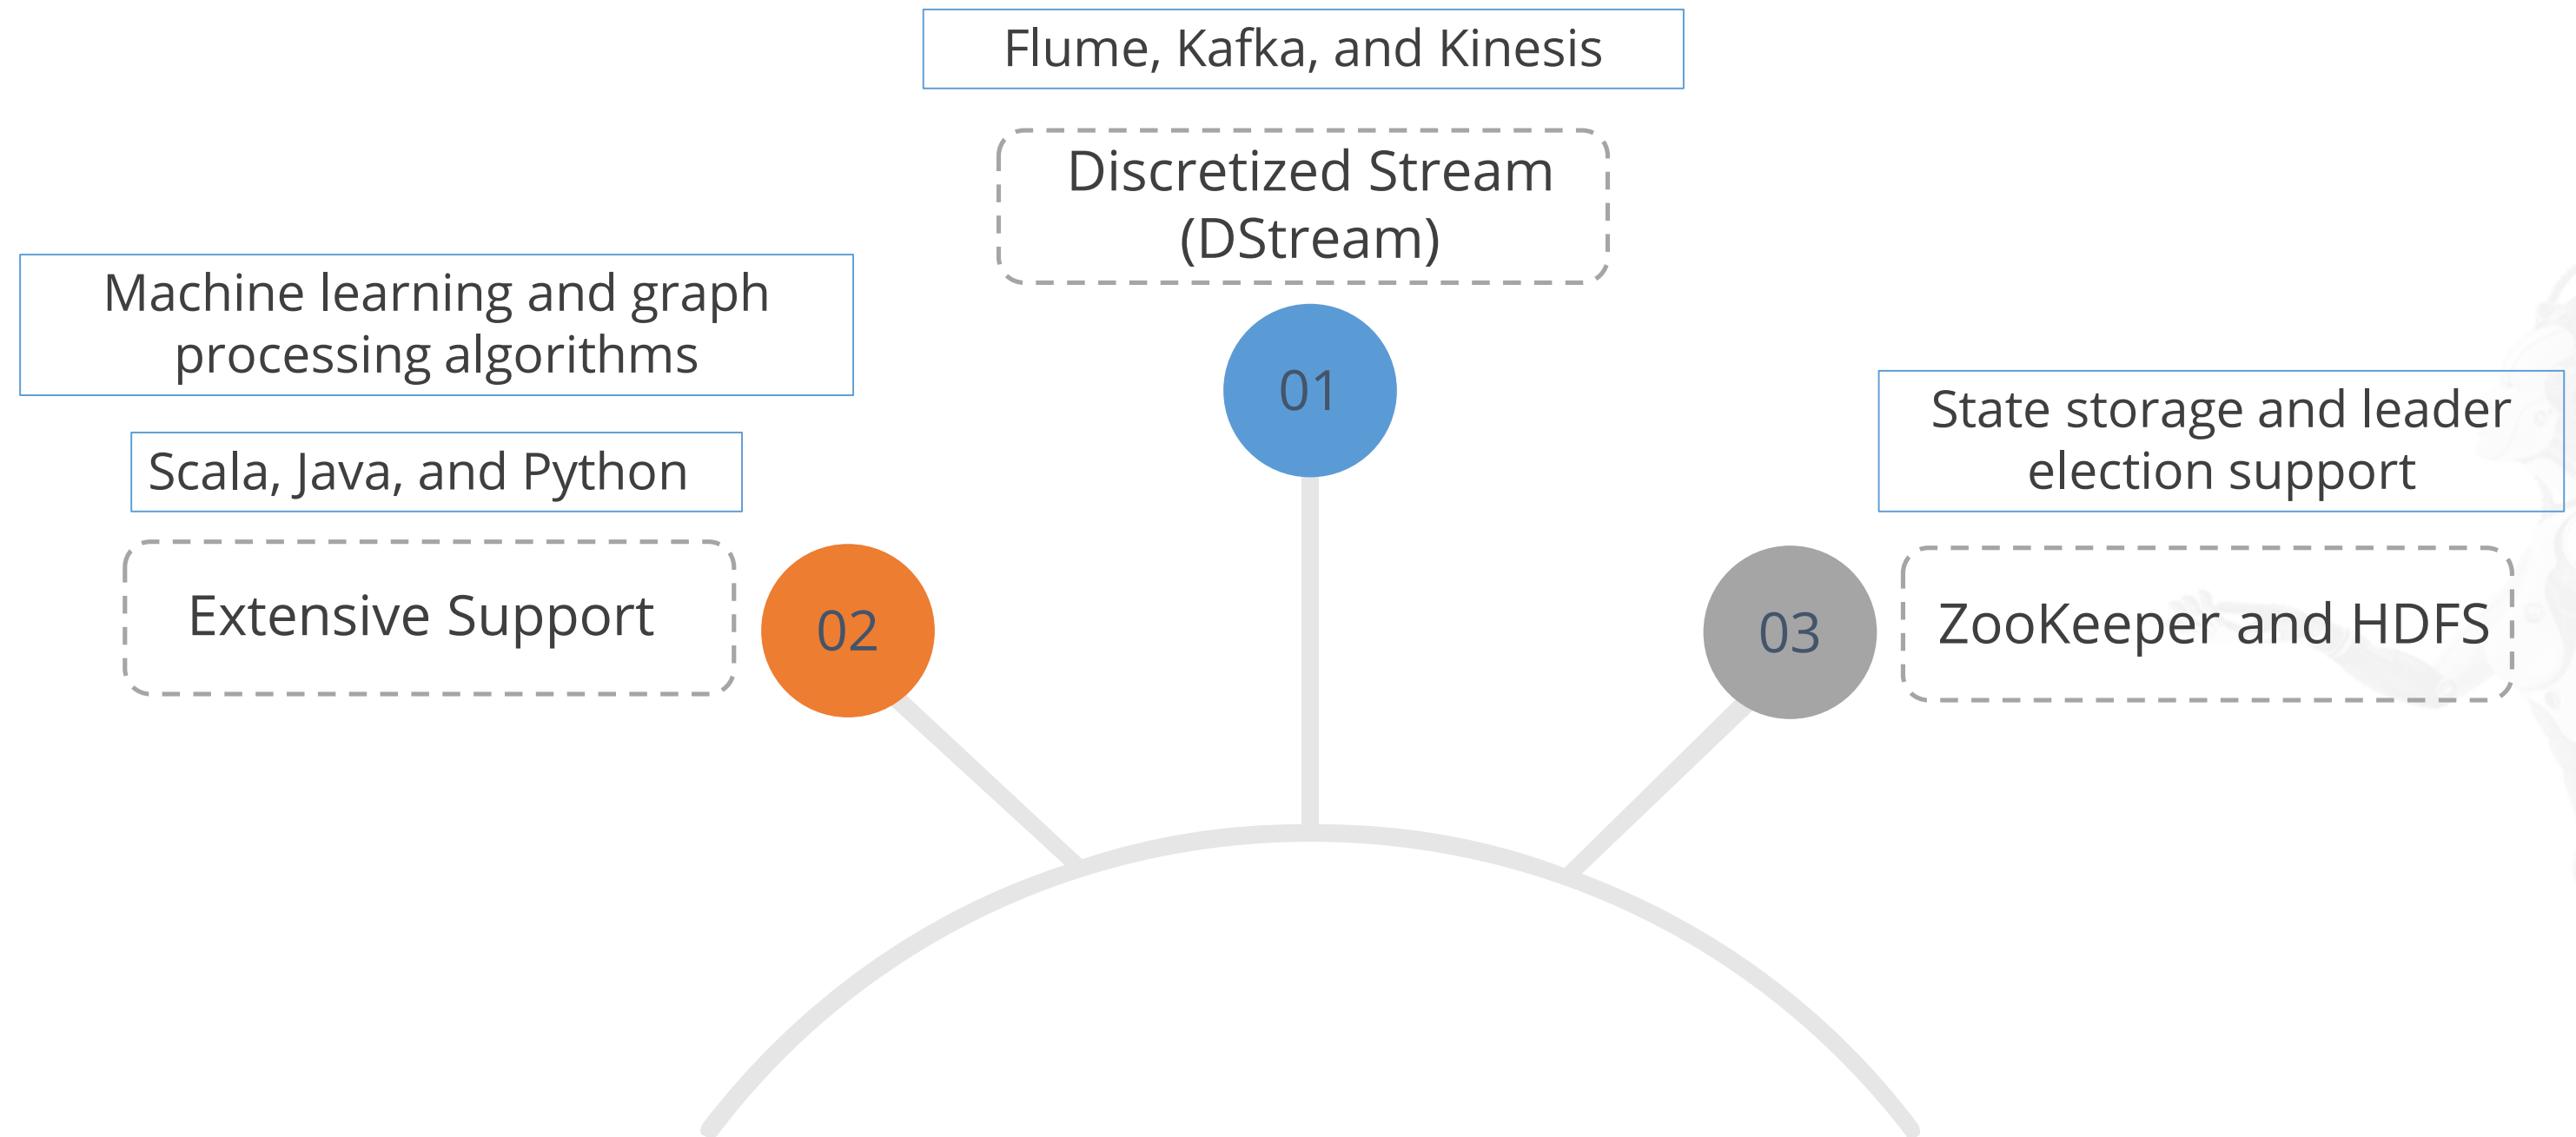 Flume, Kafka, and Kinesis
Discretized Stream
(DStream)
01
Machine learning and graph
processing algorithms
Scala, Java, and Python
Extensive Support
02
State storage and leader
election support
03
ZooKeeper and HDFS